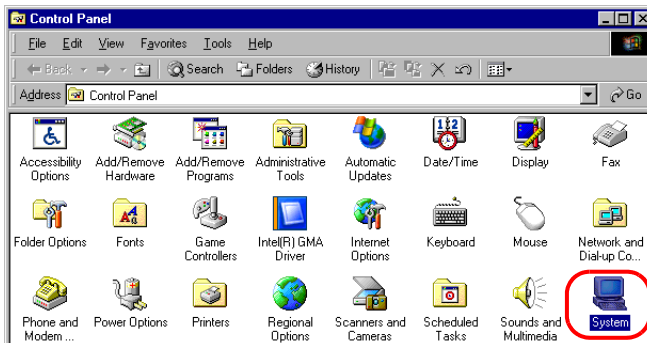 Control Panel
File Edit View Favorites Tools Help
Back Search Folders History
Address Control Panel Go
Accessibility Options
Add/Remove Hardware
Add/Remove Programs
Administrative Tools
Automatic Updates
Date/Time
Display
Fax
Folder Options
Fonts
Game Controllers
Intel(R) GMA Driver
Internet Options
Keyboard
Mouse
Network and Dial-up Co...
Phone and Modem ...
Power Options
Printers
Regional Options
Scanners and Cameras
Scheduled Tasks
Sounds and Multimedia
System